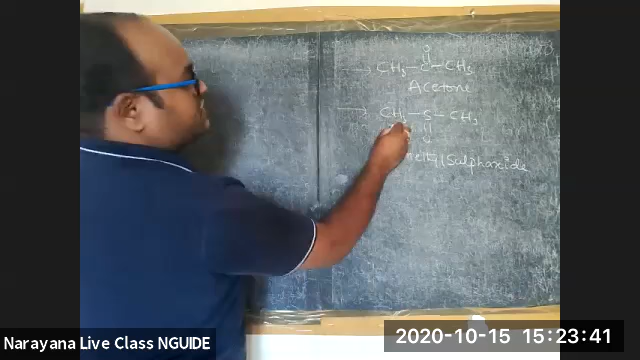 O
||
→ CH3 – C – CH3
Acetone
→ CH3 – S – CH3
||
O
methyl Sulphoxide
Narayana Live Class NGUIDE
2020-10-15 15:23:41